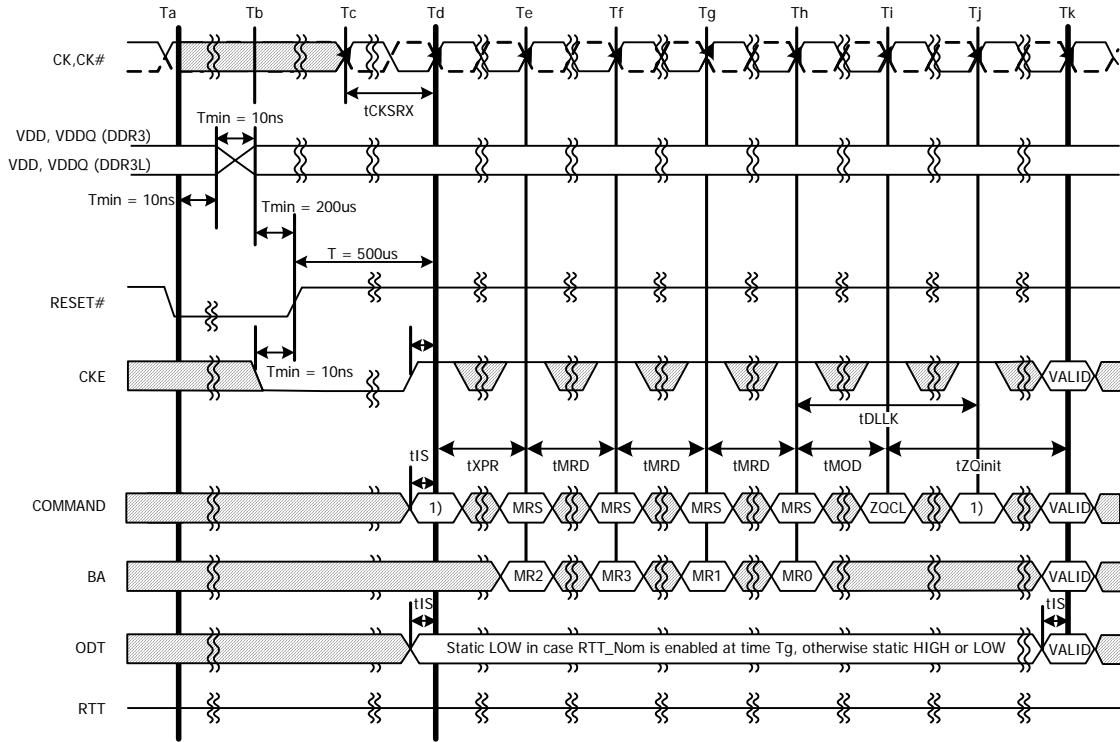 Ta Tb Tc Td Te Tf Tg Th Ti Tj Tk
CK,CK#
tCKSRX
Tmin = 10ns
VDD, VDDQ (DDR3)
VDD, VDDQ (DDR3L)
Tmin = 10ns
Tmin = 200us
T = 500us
RESET#
Tmin = 10ns
CKE
VALID
tDLLK
tIS
tXPR tMRD tMRD tMRD tMOD tZQinit
COMMAND 1) MRS MRS MRS MRS ZQCL 1) VALID
BA MR2 MR3 MR1 MR0 VALID
tIS tIS
ODT Static LOW in case RTT_Nom is enabled at time Tg, otherwise static HIGH or LOW VALID
RTT